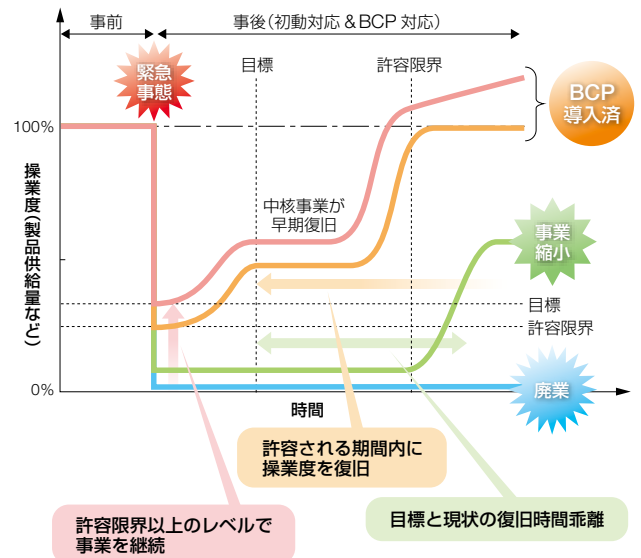 事前
事後（初動対応＆BCP対応）
緊急
事態
目標
許容限界
BCP
導入済
100%
操業度（製品供給量など）
中核事業が
早期復旧
事業
縮小
目標
許容限界
0%
廃業
時間
許容される期間内に
操業度を復旧
目標と現状の復旧時間乖離
許容限界以上のレベルで
事業を継続